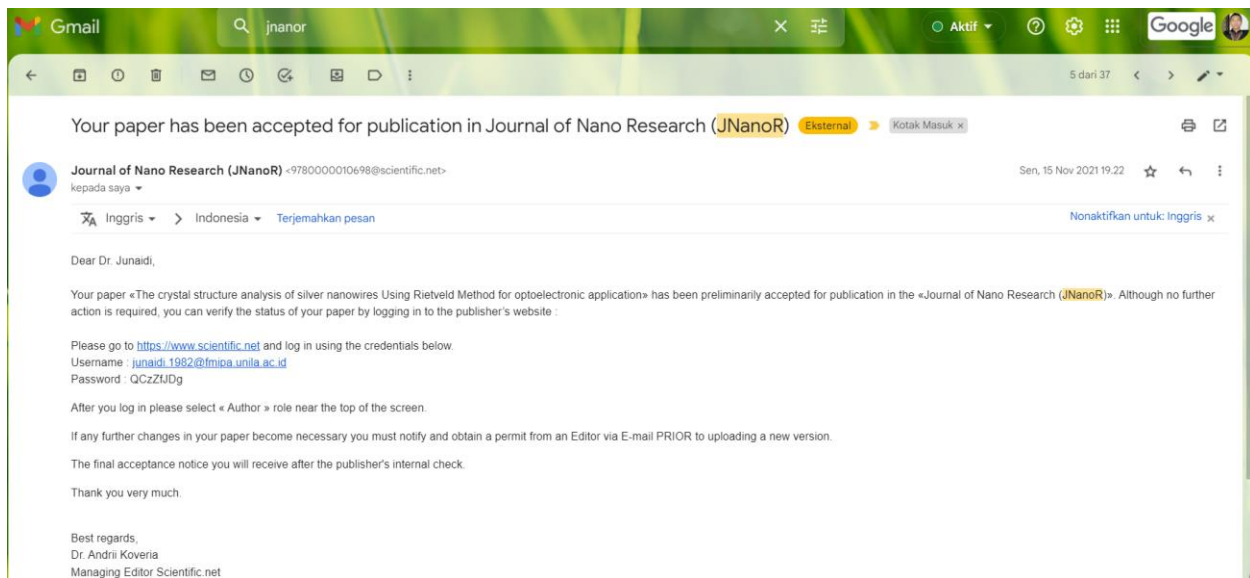 Gmail
jnanor
Aktif
Google
5 dari 37
Your paper has been accepted for publication in Journal of Nano Research (JNanoR) Eksternal Kotak Masuk ×
Journal of Nano Research (JNanoR) <9780000010698@scientific.net>
Sen, 15 Nov 2021 19.22
kepada saya
Inggris > Indonesia Terjemahkan pesan
Nonaktifkan untuk: Inggris ×
Dear Dr. Junaidi,
Your paper «The crystal structure analysis of silver nanowires Using Rietveld Method for optoelectronic application» has been preliminarily accepted for publication in the «Journal of Nano Research (JNanoR)». Although no further
action is required, you can verify the status of your paper by logging in to the publisher's website :
Please go to https://www.scientific.net and log in using the credentials below.
Username : junaidi.1982@fmipa.unila.ac.id
Password : QCzZfJDg
After you log in please select « Author » role near the top of the screen.
If any further changes in your paper become necessary you must notify and obtain a permit from an Editor via E-mail PRIOR to uploading a new version.
The final acceptance notice you will receive after the publisher's internal check.
Thank you very much.
Best regards,
Dr. Andrii Koveria
Managing Editor Scientific.net